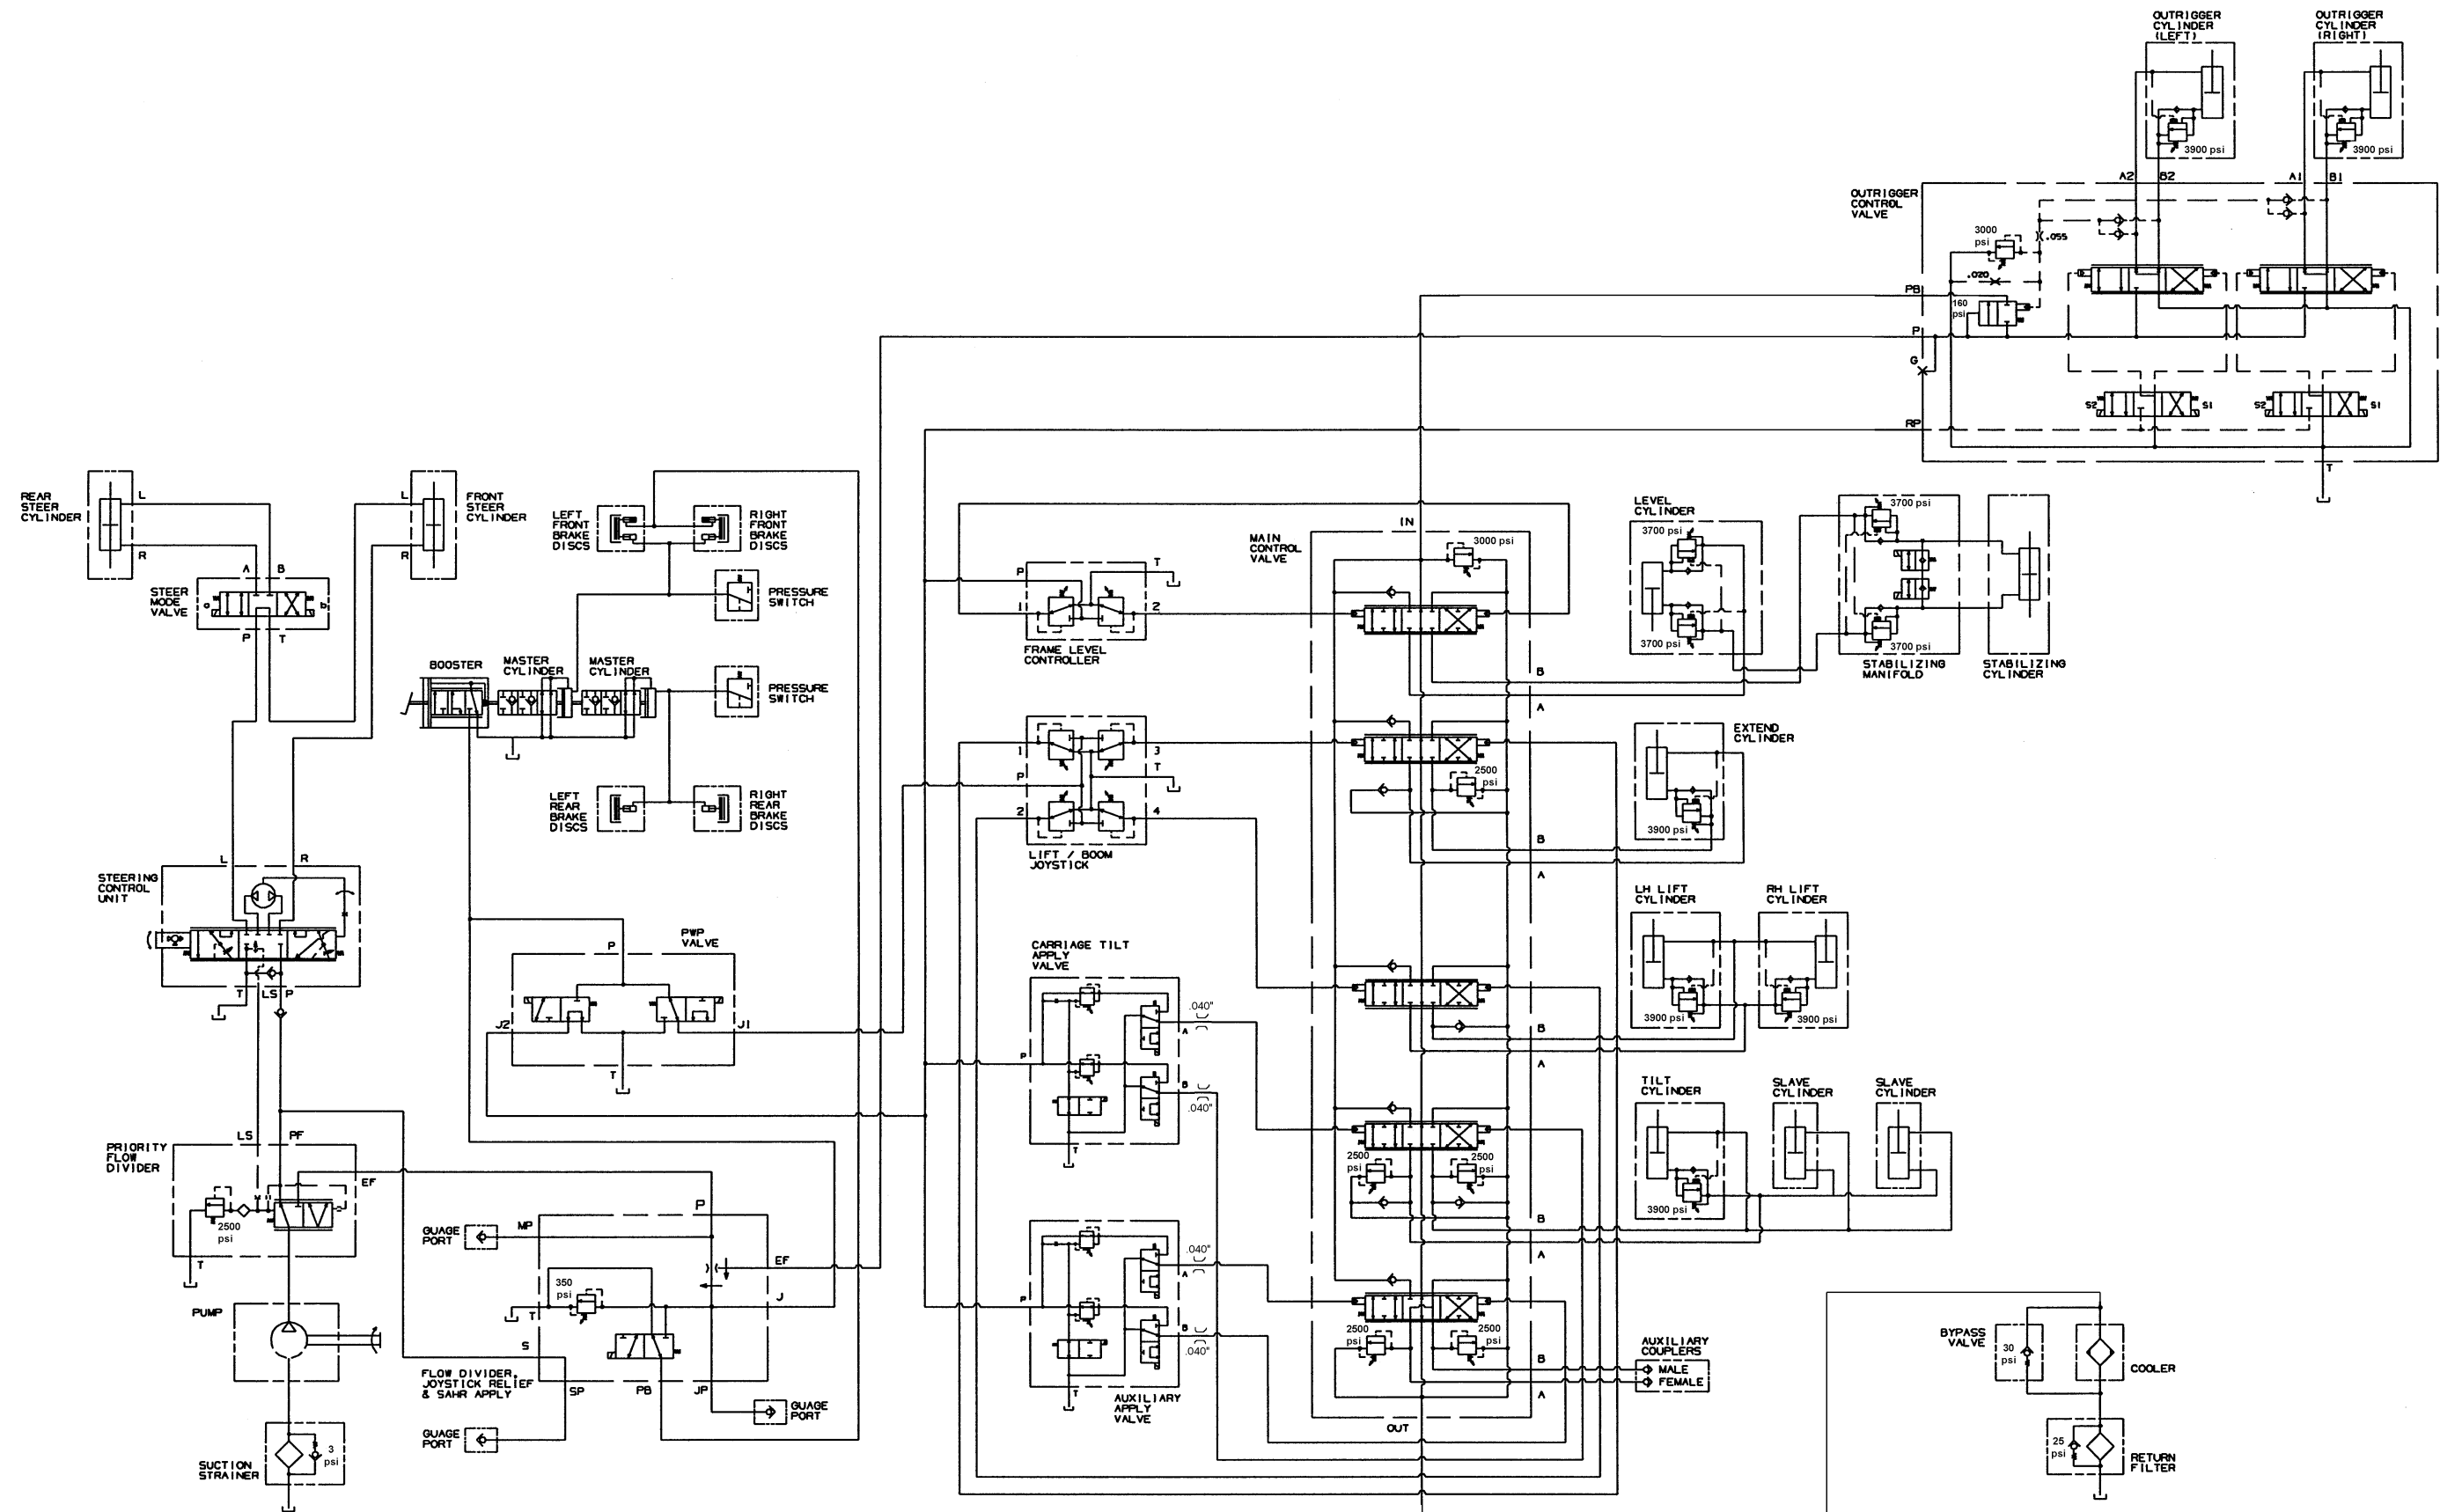 OUTRIGGER
CYLINDER
(LEFT)
OUTRIGGER
CYLINDER
(RIGHT)
3900 psi
3900 psi
A2
B2
A1
B1
OUTRIGGER
CONTROL
VALVE
3000
psi
.055
.020
PB
160
psi
P
G
S2
S1
S2
S1
RP
T
REAR
STEER
CYLINDER
L
R
L
R
FRONT
STEER
CYLINDER
A
B
STEER
MODE
VALVE
a
b
P
T
LEFT
FRONT
BRAKE
DISCS
RIGHT
FRONT
BRAKE
DISCS
PRESSURE
SWITCH
BOOSTER
MASTER
CYLINDER
MASTER
CYLINDER
PRESSURE
SWITCH
LEFT
REAR
BRAKE
DISCS
RIGHT
REAR
BRAKE
DISCS
P
T
1
2
FRAME LEVEL
CONTROLLER
MAIN
CONTROL
VALVE
IN
3000 psi
B
A
LEVEL
CYLINDER
3700 psi
3700 psi
3700 psi
3700 psi
STABILIZING
MANIFOLD
STABILIZING
CYLINDER
1
3
P
T
2
4
LIFT / BOOM
JOYSTICK
2500
psi
B
A
EXTEND
CYLINDER
3900 psi
L
R
STEERING
CONTROL
UNIT
T
LS
P
PWP
VALVE
P
J2
J1
T
CARRIAGE TILT
APPLY
VALVE
.040"
A
P
B
.040"
T
B
A
LH LIFT
CYLINDER
RH LIFT
CYLINDER
3900 psi
3900 psi
2500
psi
2500
psi
B
A
TILT
CYLINDER
SLAVE
CYLINDER
SLAVE
CYLINDER
3900 psi
PRIORITY
FLOW
DIVIDER
LS
PF
EF
2500
psi
T
P
GUAGE
PORT
MP
EF
350
psi
T
J
S
FLOW DIVIDER,
JOYSTICK RELIEF
& SAHR APPLY
SP
PB
JP
GUAGE
PORT
GUAGE
PORT
PUMP
SUCTION
STRAINER
3
psi
.040"
A
P
B
.040"
T
AUXILIARY
APPLY
VALVE
2500
psi
2500
psi
B
A
OUT
AUXILIARY
COUPLERS
MALE
FEMALE
BYPASS
VALVE
30
psi
COOLER
25
psi
RETURN
FILTER